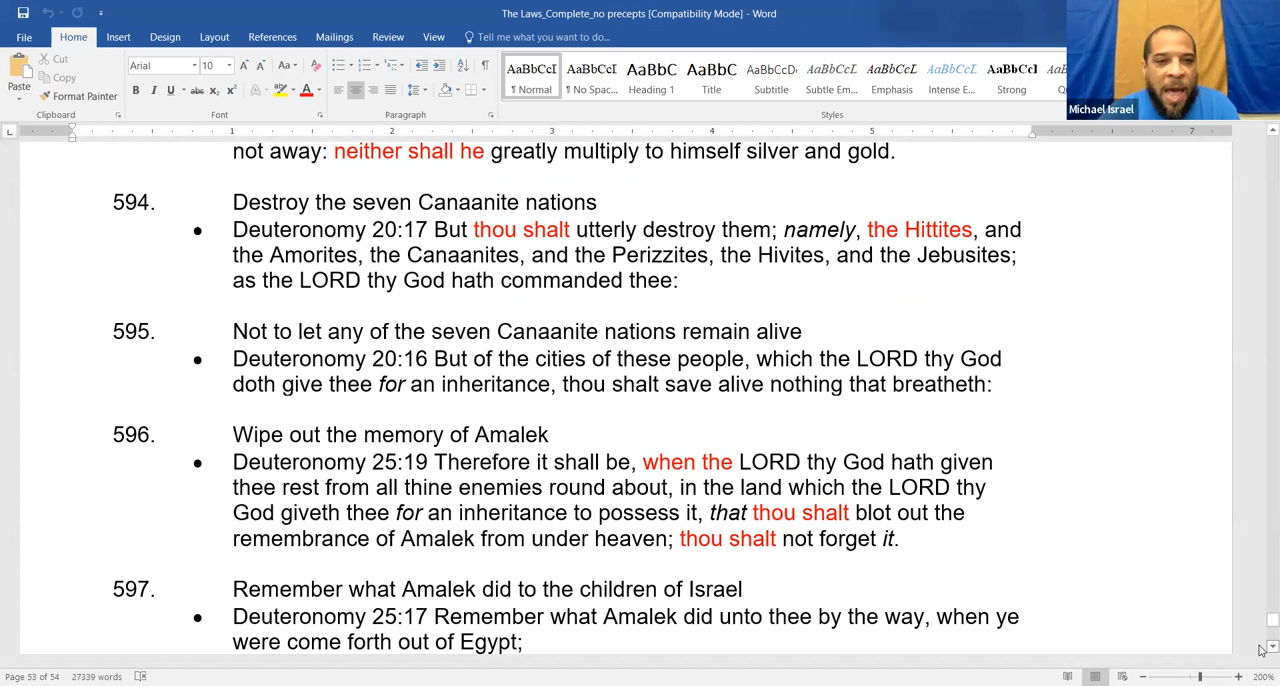 The Laws_Complete_no precepts [Compatibility Mode] - Word
File Home Insert Design Layout References Mailings Review View Tell me what you want to do...
Cut
Copy
Format Painter
Paste
Clipboard
Arial 10
B I U abc X₂ X²
Font
Paragraph
AaBbCcI AaBbCcI AaBbC AaBbC AaBbCcD AaBbCcL AaBbCcL AaBbCcL AaBbCcI AaBbCcL
¶ Normal ¶ No Spac... Heading 1 Title Subtitle Subtle Em... Emphasis Intense E... Strong
Styles
Michael Israel
1 2 3 4 5 7
not away: neither shall he greatly multiply to himself silver and gold.
594. Destroy the seven Canaanite nations
• Deuteronomy 20:17 But thou shalt utterly destroy them; namely, the Hittites, and
the Amorites, the Canaanites, and the Perizzites, the Hivites, and the Jebusites;
as the LORD thy God hath commanded thee:
595. Not to let any of the seven Canaanite nations remain alive
• Deuteronomy 20:16 But of the cities of these people, which the LORD thy God
doth give thee for an inheritance, thou shalt save alive nothing that breatheth:
596. Wipe out the memory of Amalek
• Deuteronomy 25:19 Therefore it shall be, when the LORD thy God hath given
thee rest from all thine enemies round about, in the land which the LORD thy
God giveth thee for an inheritance to possess it, that thou shalt blot out the
remembrance of Amalek from under heaven; thou shalt not forget it.
597. Remember what Amalek did to the children of Israel
• Deuteronomy 25:17 Remember what Amalek did unto thee by the way, when ye
were come forth out of Egypt;
Page 53 of 54 27339 words 200%